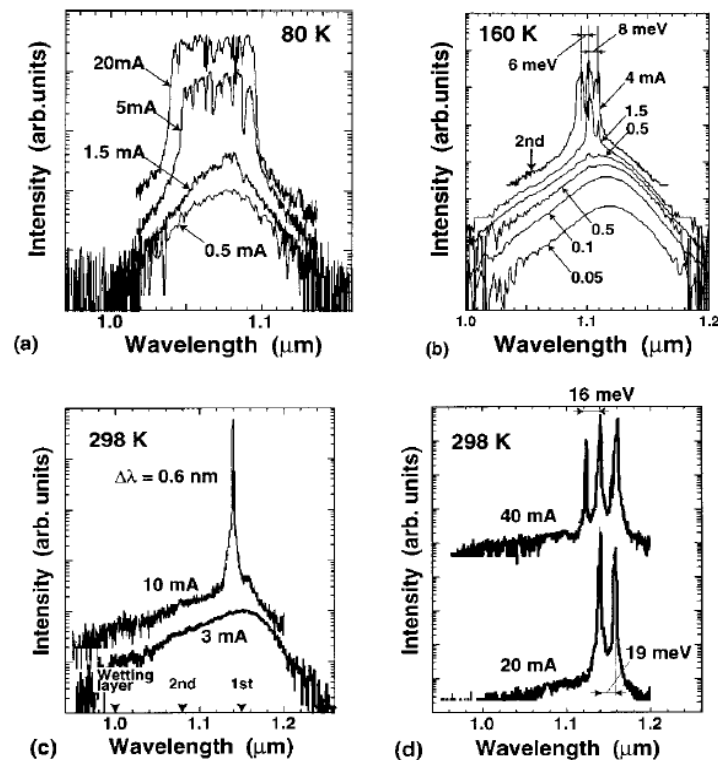 Intensity (arb.units)
80 K
20mA
5mA
1.5 mA
0.5 mA
1.0
1.1
(a)
Wavelength (μm)
Intensity (arb.units)
160 K
8 meV
6 meV
4 mA
1.5
0.5
2nd
0.5
0.1
0.05
1.0
1.1
1.2
(b)
Wavelength (μm)
Intensity (arb. units)
298 K
Δλ = 0.6 nm
10 mA
3 mA
Wetting
layer
2nd
1st
1.0
1.1
1.2
(c)
Wavelength (μm)
Intensity (arb. units)
16 meV
298 K
40 mA
19 meV
20 mA
1.0
1.1
1.2
(d)
Wavelength (μm)